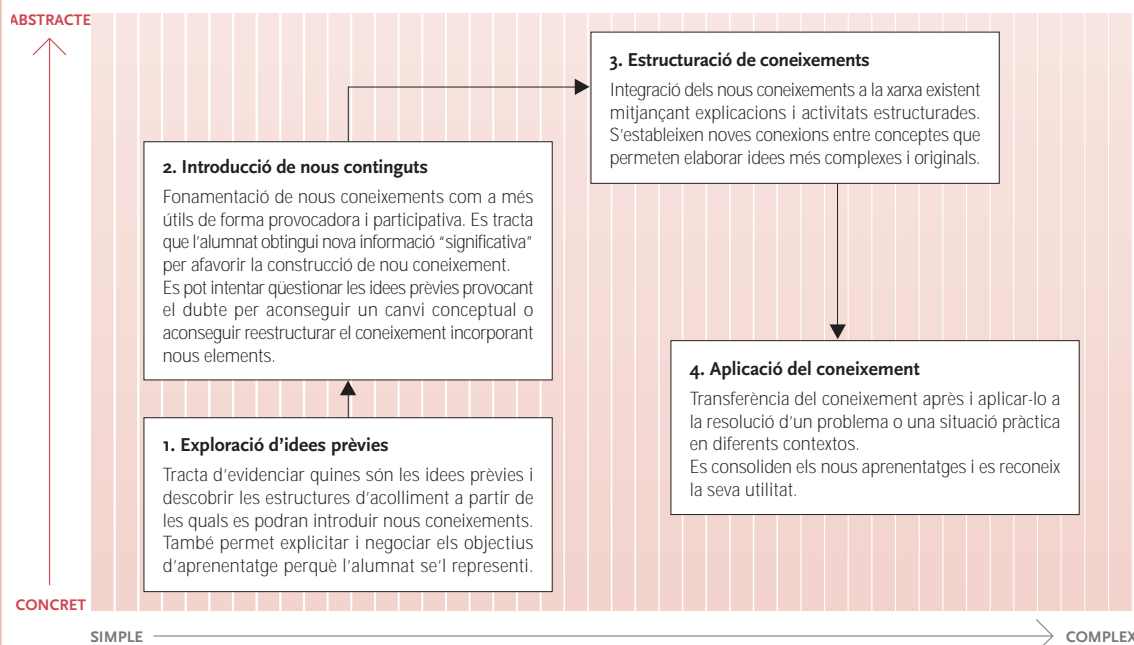 ABSTRACTE
3. Estructuració de coneixements
Integració dels nous coneixements a la xarxa existent
mitjançant explicacions i activitats estructurades.
S'estableixen noves conexions entre conceptes que
permeten elaborar idees més complexes i originals.
2. Introducció de nous continguts
Fonamentació de nous coneixements com a més
útils de forma provocadora i participativa. Es tracta
que l'alumnat obtingui nova informació "significativa"
per afavorir la construcció de nou coneixement.
Es pot intentar qüestionar les idees prèvies provocant
el dubte per aconseguir un canvi conceptual o
aconseguir reestructurar el coneixement incorporant
nous elements.
4. Aplicació del coneixement
Transferència del coneixement après i aplicar-lo a
la resolució d'un problema o una situació pràctica
en diferents contextos.
Es consoliden els nous aprenentatges i es reconeix
la seva utilitat.
1. Exploració d'idees prèvies
Tracta d'evidenciar quines són les idees prèvies i
descobrir les estructures d'acolliment a partir de
les quals es podran introduir nous coneixements.
També permet explicitar i negociar els objectius
d'aprenentatge perquè l'alumnat se'l representi.
CONCRET
SIMPLE
COMPLEX